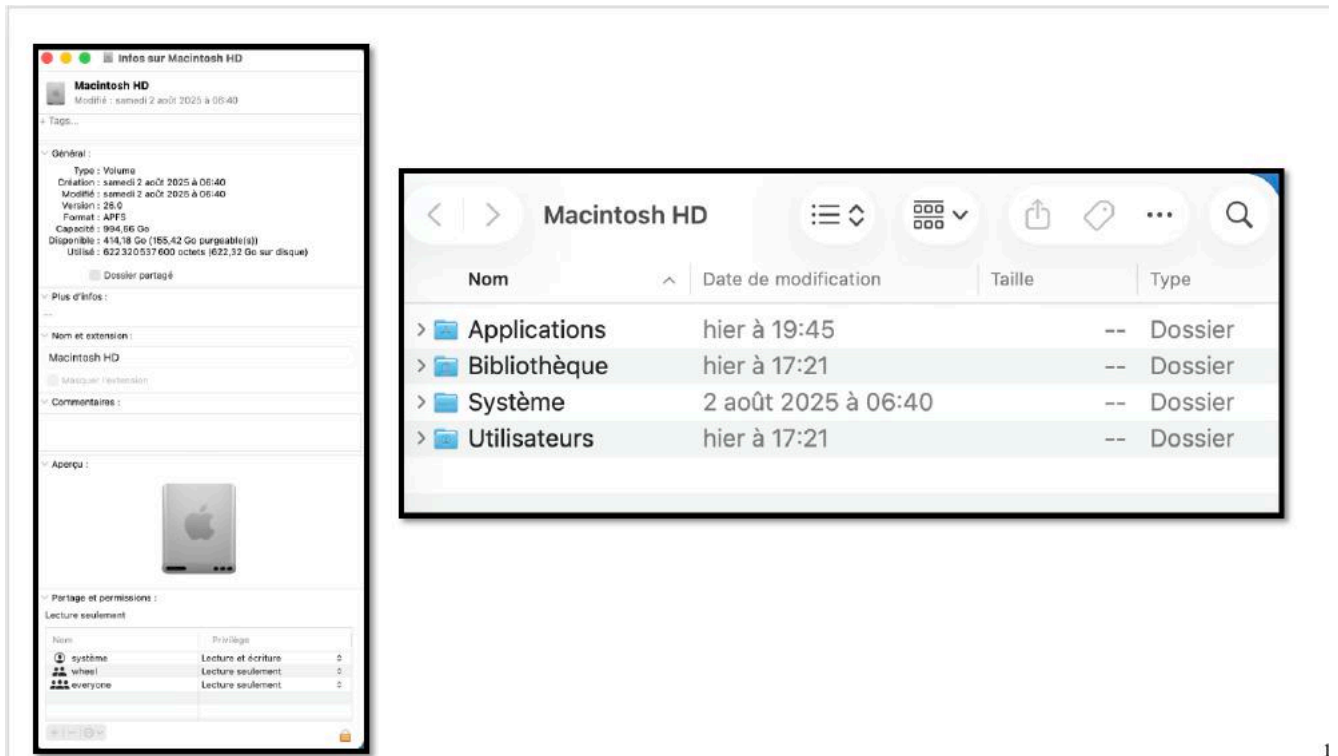 Infos sur Macintosh HD
Macintosh HD
Modifié : samedi 2 août 2025 à 06:40
+ Tags...
Général :
Type : Volume
Création : samedi 2 août 2025 à 06:40
Modifié : samedi 2 août 2025 à 06:40
Version : 26.0
Format : APFS
Capacité : 994,66 Go
Disponible : 414,18 Go (155,42 Go purgeable(s))
Utilisé : 622 320 537 600 octets (622,32 Go sur disque)
Dossier partagé
Plus d'infos :
--
Nom et extension :
Macintosh HD
Masquer l'extension
Commentaires :
Aperçu :
Partage et permissions :
Lecture seulement
Nom Privilège
système Lecture et écriture
wheel Lecture seulement
everyone Lecture seulement
Macintosh HD
Nom Date de modification Taille Type
Applications hier à 19:45 -- Dossier
Bibliothèque hier à 17:21 -- Dossier
Système 2 août 2025 à 06:40 -- Dossier
Utilisateurs hier à 17:21 -- Dossier